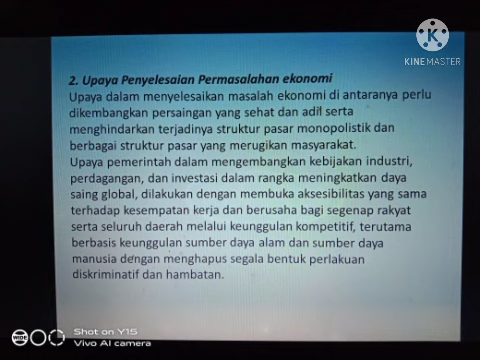 KINEMASTER
2. Upaya Penyelesaian Permasalahan ekonomi
Upaya dalam menyelesaikan masalah ekonomi di antaranya perlu
dikembangkan persaingan yang sehat dan adil serta
menghindarkan terjadinya struktur pasar monopolistik dan
berbagai struktur pasar yang merugikan masyarakat.
Upaya pemerintah dalam mengembangkan kebijakan industri,
perdagangan, dan investasi dalam rangka meningkatkan daya
saing global, dilakukan dengan membuka aksesibilitas yang sama
terhadap kesempatan kerja dan berusaha bagi segenap rakyat
serta seluruh daerah melalui keunggulan kompetitif, terutama
berbasis keunggulan sumber daya alam dan sumber daya
manusia dengan menghapus segala bentuk perlakuan
diskriminatif dan hambatan.
WIDE
Shot on Y15
Vivo AI camera